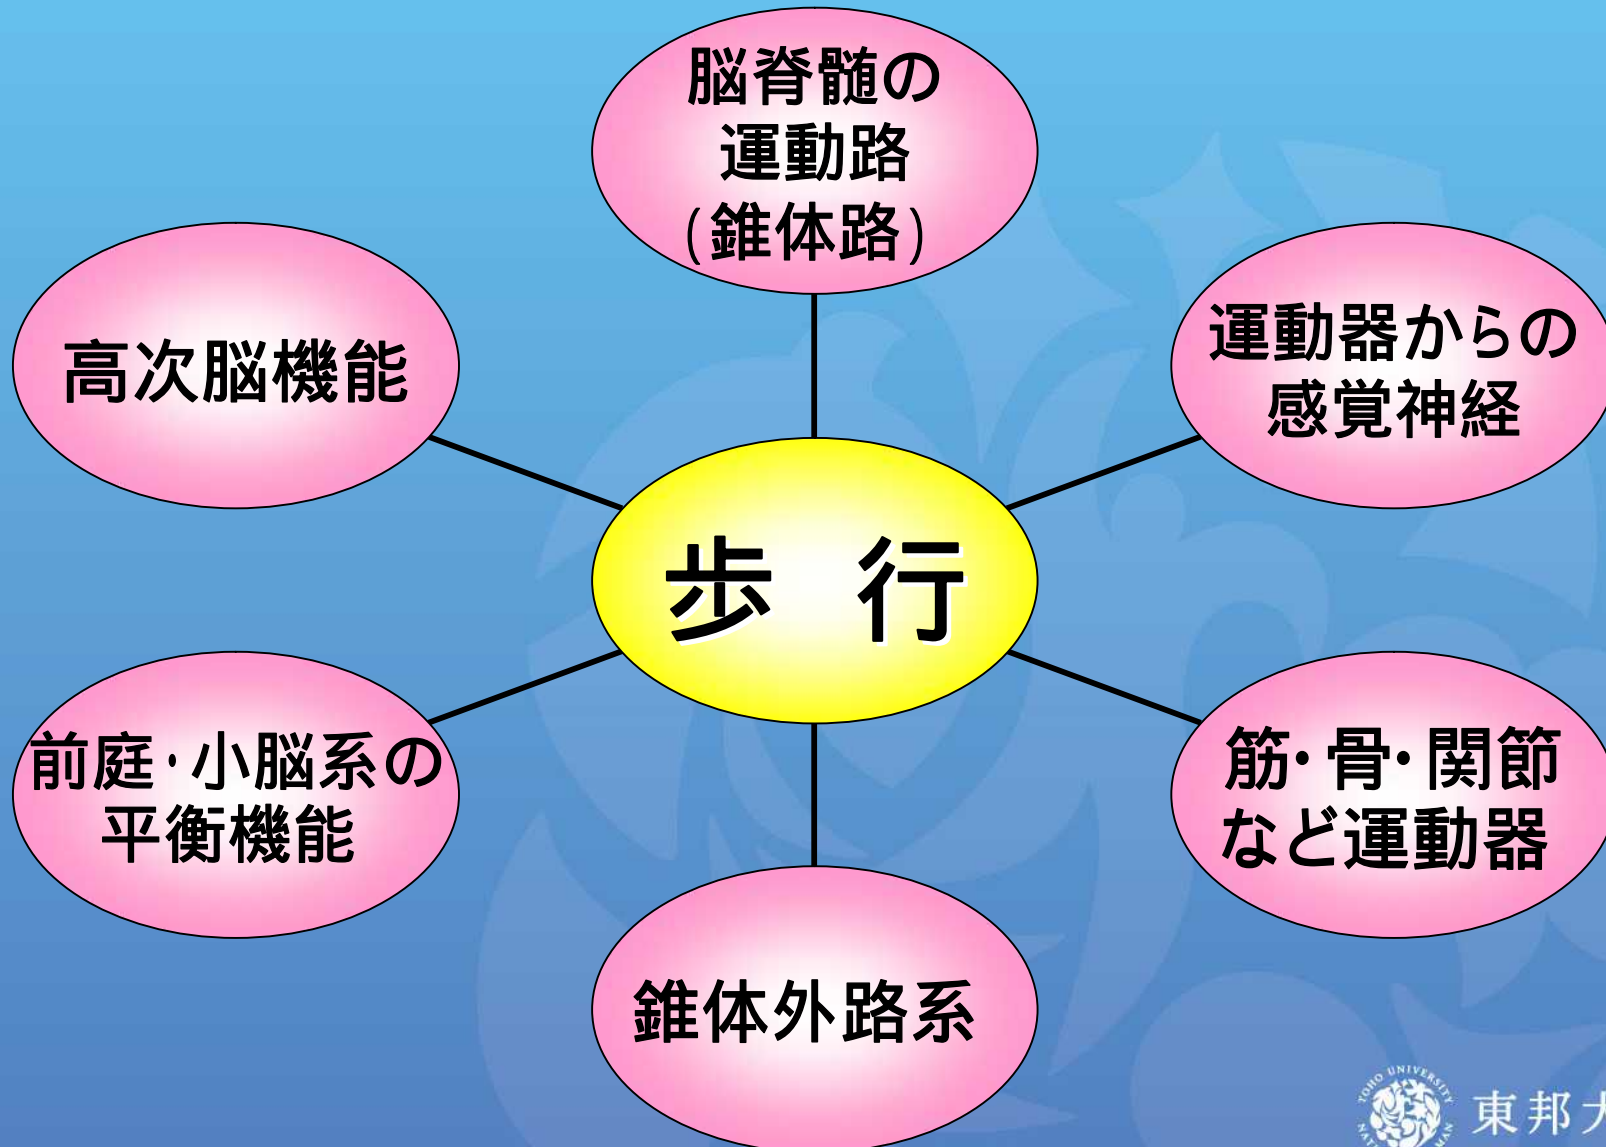 脳脊髄の
運動路
(錐体路)
高次脳機能
運動器からの
感覚神経
歩 行
前庭・小脳系の
平衡機能
筋・骨・関節
など運動器
錐体外路系
TOHO UNIVERSITY
東邦大